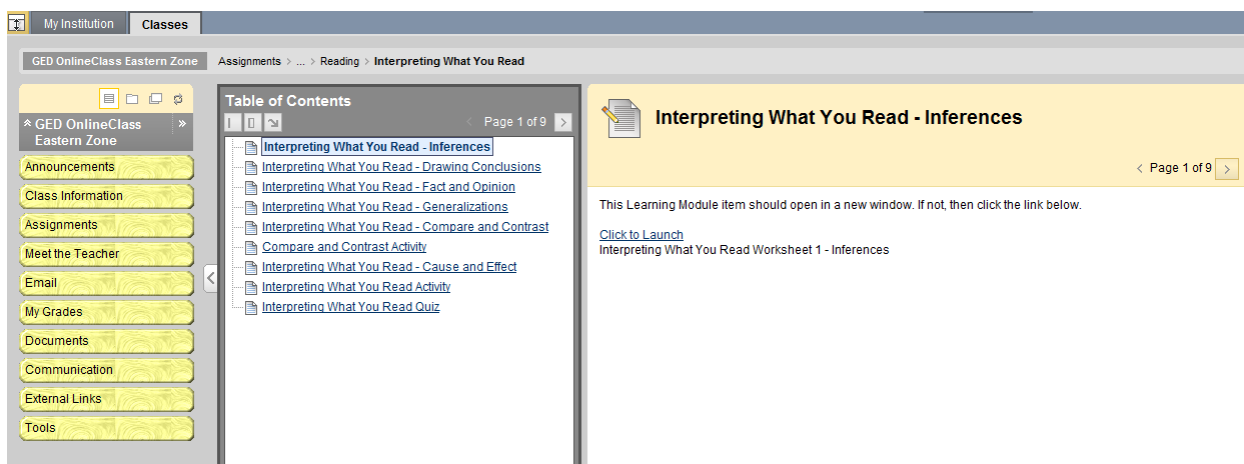 My Institution
Classes
GED OnlineClass Eastern Zone
Assignments > ... > Reading > Interpreting What You Read
GED OnlineClass
Eastern Zone
Announcements
Class Information
Assignments
Meet the Teacher
Email
My Grades
Documents
Communication
External Links
Tools
Table of Contents
< Page 1 of 9 >
Interpreting What You Read - Inferences
Interpreting What You Read - Drawing Conclusions
Interpreting What You Read - Fact and Opinion
Interpreting What You Read - Generalizations
Interpreting What You Read - Compare and Contrast
Compare and Contrast Activity
Interpreting What You Read - Cause and Effect
Interpreting What You Read Activity
Interpreting What You Read Quiz
Interpreting What You Read - Inferences
< Page 1 of 9 >
This Learning Module item should open in a new window. If not, then click the link below.
Click to Launch
Interpreting What You Read Worksheet 1 - Inferences